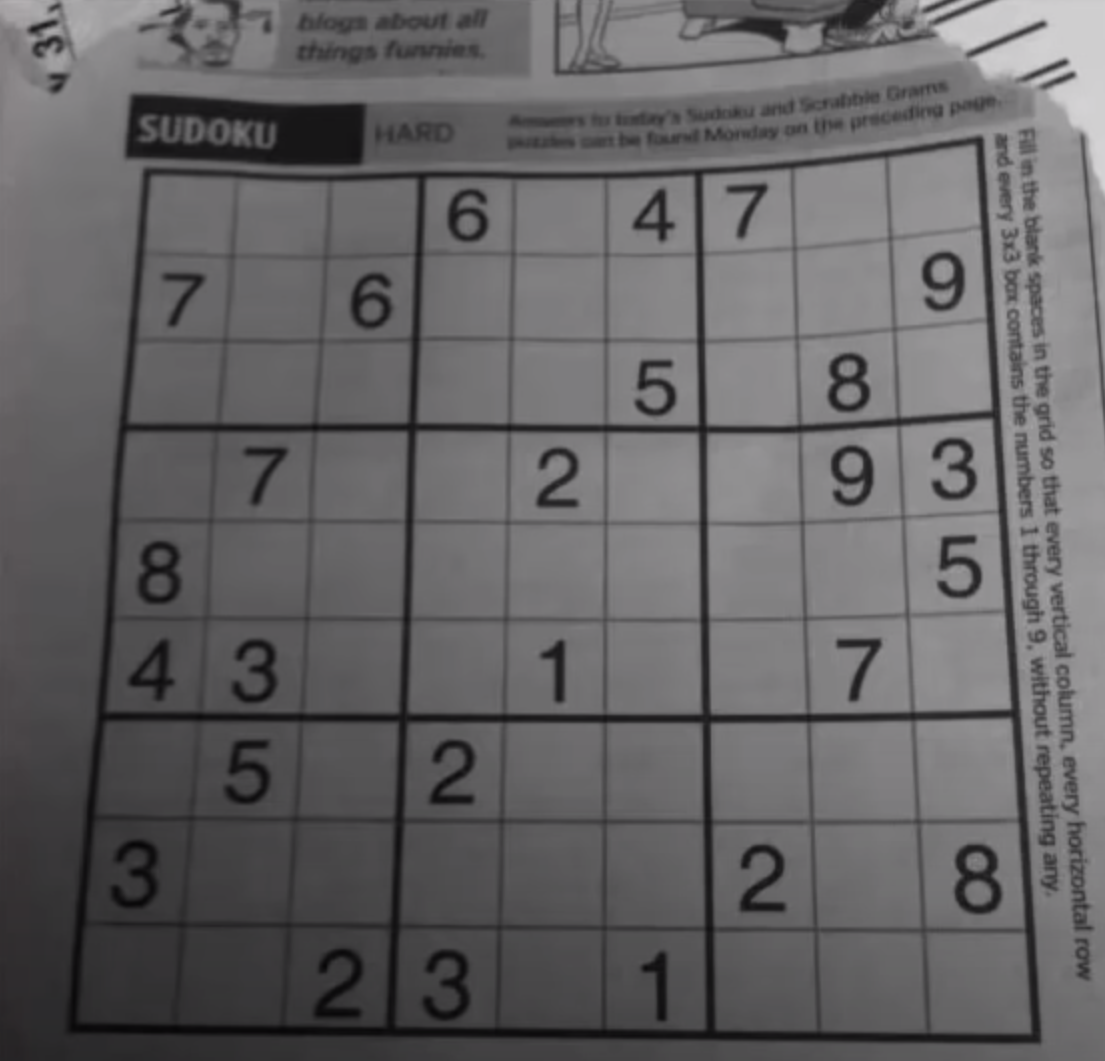 31,
blogs about all
things funnies.
SUDOKU HARD
Answers to today's Sudoku and Scrabble Grams
puzzles can be found Monday on the preceding page.
6 4 7
7 6 9
5 8
7 2 9 3
8 5
4 3 1 7
5 2
3 2 8
2 3 1
Fill in the blank spaces in the grid so that every vertical column, every horizontal row
and every 3x3 box contains the numbers 1 through 9, without repeating any.